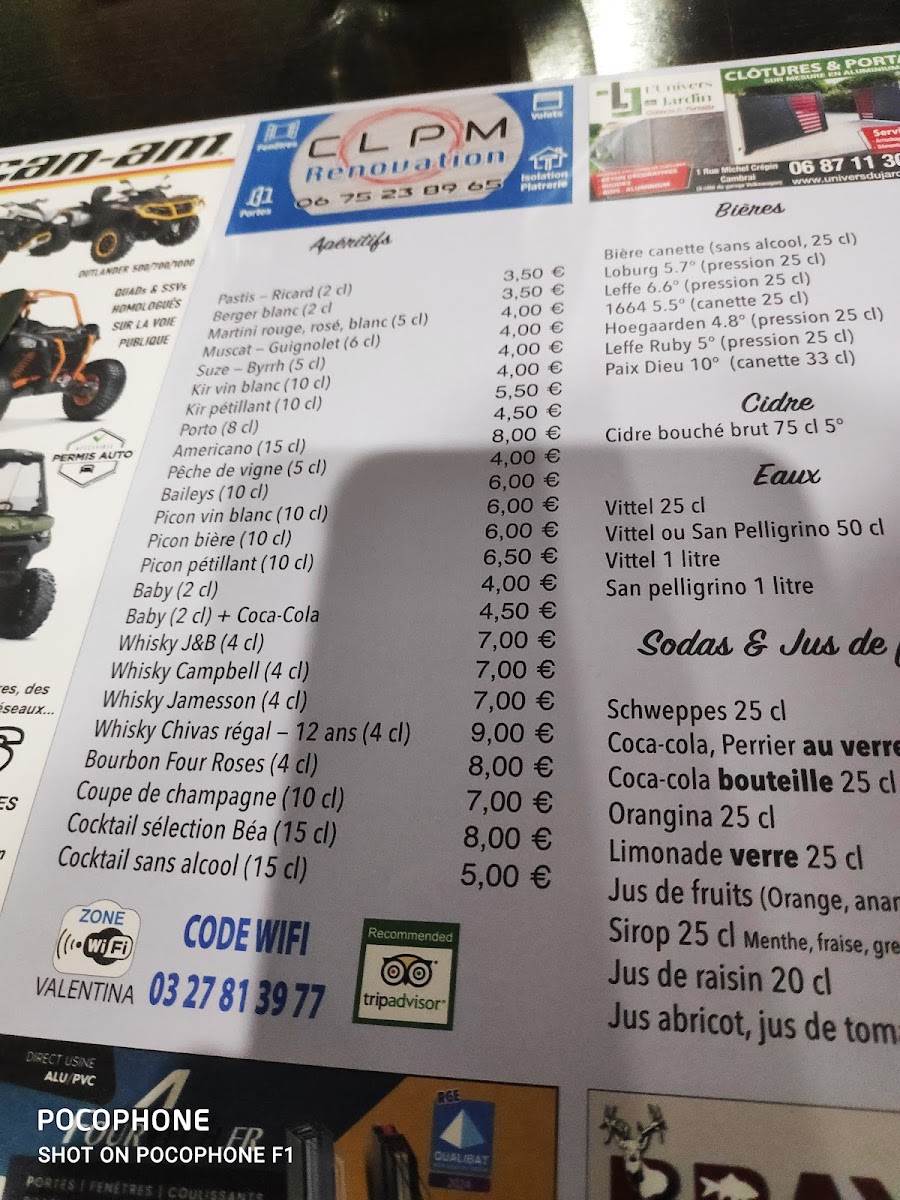 can-am
OUTLANDER 500/700/1000
QUADs & SSVs
HOMOLOGUÉS
SUR LA VOIE
PUBLIQUE
PERMIS AUTO
res, des
éseaux...
ES
Fenêtres
Volets
CLPM
Renovation
Portes
Isolation
Platrerie
06 75 23 89 65
L'Univers
du Jardin
CLÔTURES & PORTA
SUR MESURE EN ALUMINIUM
1 Rue Michel Crépin
Cambrai
06 87 11 30
www.universdujard
Apéritifs
Pastis – Ricard (2 cl) 3,50 €
Berger blanc (2 cl 3,50 €
Martini rouge, rosé, blanc (5 cl) 4,00 €
Muscat – Guignolet (6 cl) 4,00 €
Suze – Byrrh (5 cl) 4,00 €
Kir vin blanc (10 cl) 4,00 €
Kir pétillant (10 cl) 5,50 €
Porto (8 cl) 4,50 €
Americano (15 cl) 8,00 €
Pêche de vigne (5 cl) 4,00 €
Baileys (10 cl) 6,00 €
Picon vin blanc (10 cl) 6,00 €
Picon bière (10 cl) 6,00 €
Picon pétillant (10 cl) 6,50 €
Baby (2 cl) 4,00 €
Baby (2 cl) + Coca-Cola 4,50 €
Whisky J&B (4 cl) 7,00 €
Whisky Campbell (4 cl) 7,00 €
Whisky Jamesson (4 cl) 7,00 €
Whisky Chivas régal – 12 ans (4 cl) 9,00 €
Bourbon Four Roses (4 cl) 8,00 €
Coupe de champagne (10 cl) 7,00 €
Cocktail sélection Béa (15 cl) 8,00 €
Cocktail sans alcool (15 cl) 5,00 €
ZONE
WiFi
VALENTINA
CODE WIFI
03 27 81 39 77
Recommended
tripadvisor
Bières
Bière canette (sans alcool, 25 cl)
Loburg 5.7° (pression 25 cl)
Leffe 6.6° (pression 25 cl)
1664 5.5° (canette 25 cl)
Hoegaarden 4.8° (pression 25 cl)
Leffe Ruby 5° (pression 25 cl)
Paix Dieu 10° (canette 33 cl)
Cidre
Cidre bouché brut 75 cl 5°
Eaux
Vittel 25 cl
Vittel ou San Pelligrino 50 cl
Vittel 1 litre
San pelligrino 1 litre
Sodas & Jus de f
Schweppes 25 cl
Coca-cola, Perrier au verre
Coca-cola bouteille 25 cl
Orangina 25 cl
Limonade verre 25 cl
Jus de fruits (Orange, anan
Sirop 25 cl Menthe, fraise, gre
Jus de raisin 20 cl
Jus abricot, jus de toma
DIRECT USINE
ALU/PVC
PORTES | FENÊTRES | COULISSANTS
RGE
QUALIBAT
POCOPHONE
SHOT ON POCOPHONE F1